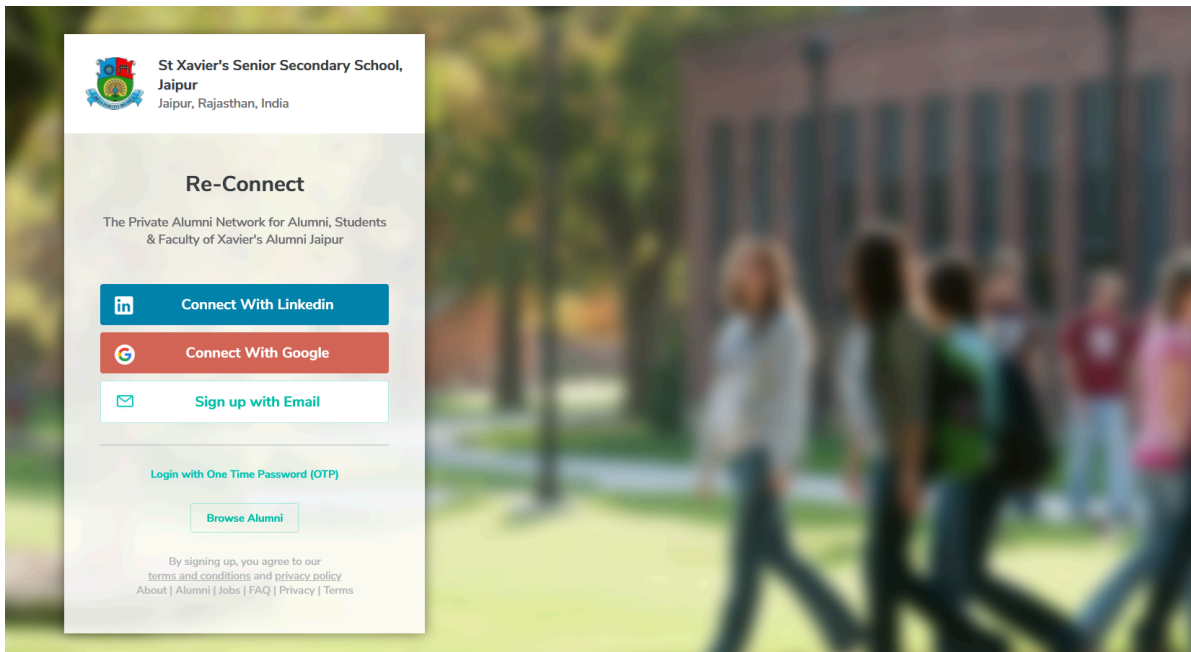 St Xavier's Senior Secondary School,
Jaipur
Jaipur, Rajasthan, India
Re-Connect
The Private Alumni Network for Alumni, Students
& Faculty of Xavier's Alumni Jaipur
in Connect With Linkedin
G Connect With Google
Sign up with Email
Login with One Time Password (OTP)
Browse Alumni
By signing up, you agree to our
terms and conditions and privacy policy
About | Alumni | Jobs | FAQ | Privacy | Terms